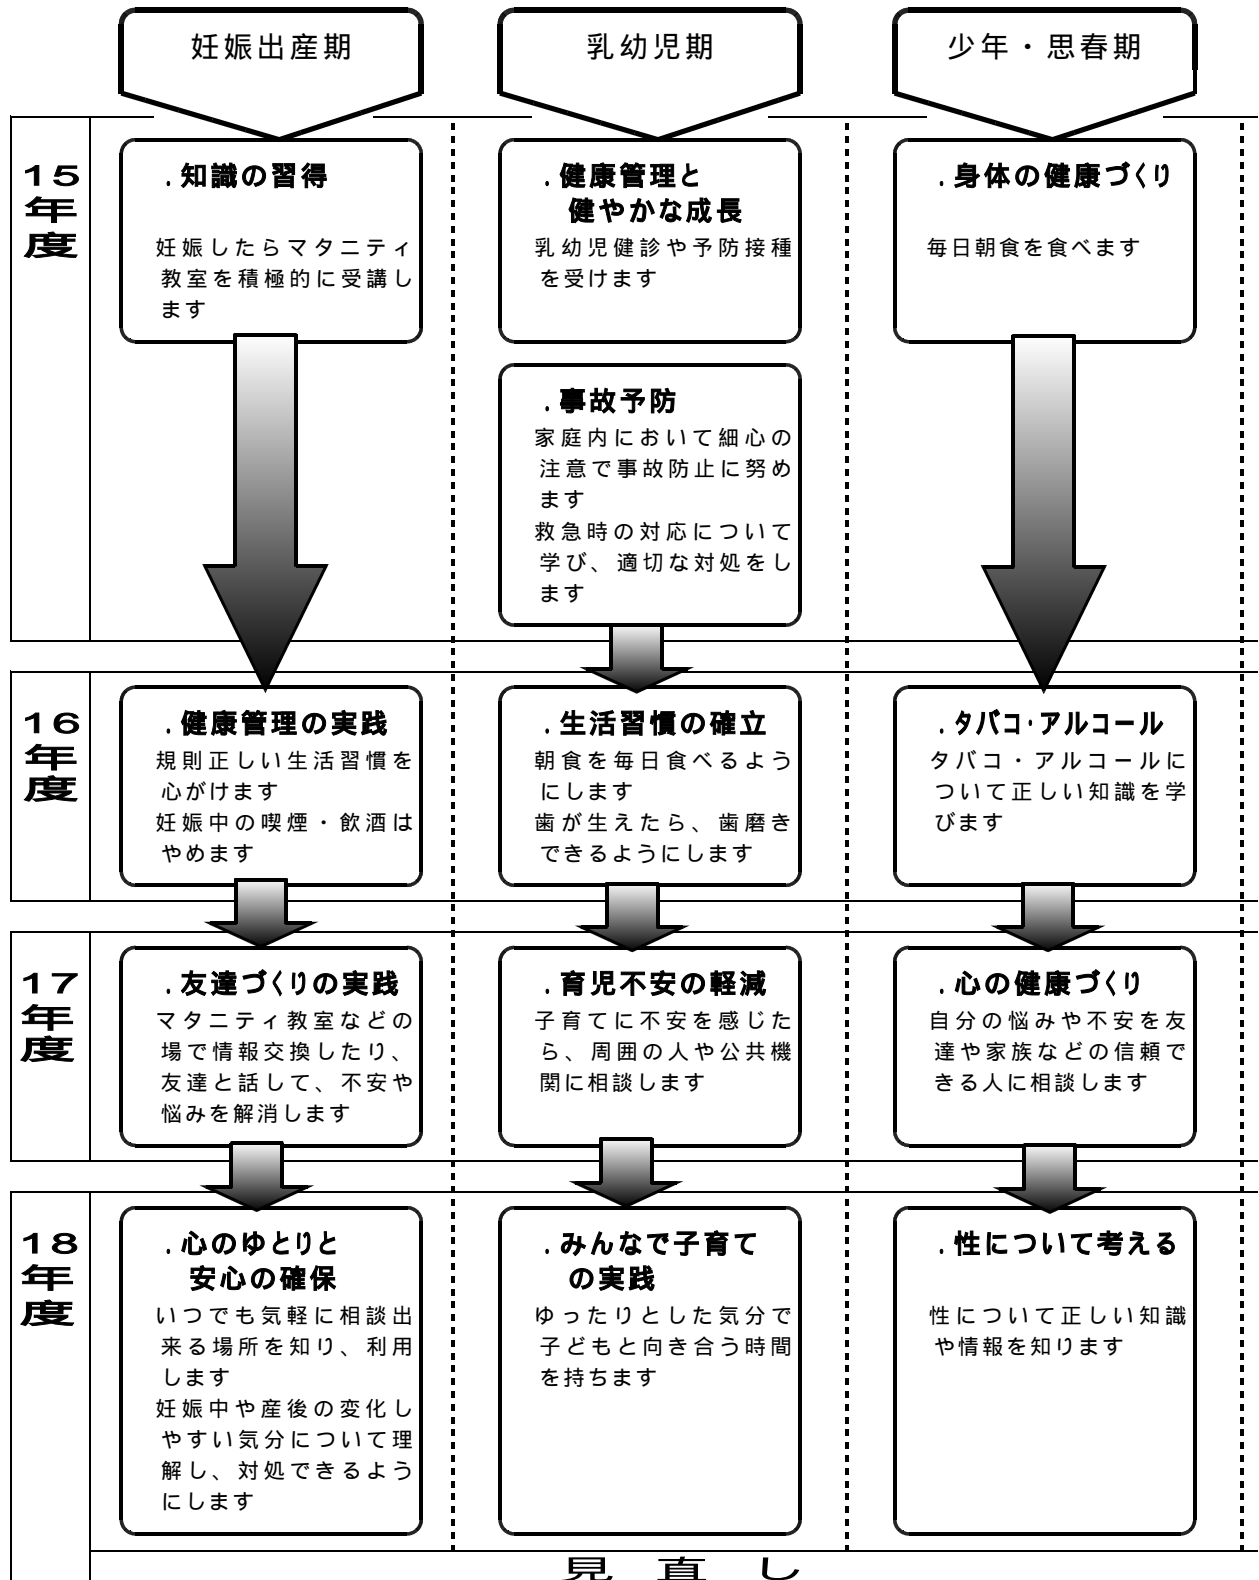 妊娠出産期
乳幼児期
少年・思春期
15
年
度
.知識の習得
妊娠したらマタニティ
教室を積極的に受講し
ます
.健康管理と
健やかな成長
乳幼児健診や予防接種
を受けます
.事故予防
家庭内において細心の
注意で事故防止に努め
ます
救急時の対応について
学び、適切な対処をし
ます
.身体の健康づくり
毎日朝食を食べます
16
年
度
.健康管理の実践
規則正しい生活習慣を
心がけます
妊娠中の喫煙・飲酒は
やめます
.生活習慣の確立
朝食を毎日食べるよう
にします
歯が生えたら、歯磨き
できるようにします
.タバコ・アルコール
タバコ・アルコールに
ついて正しい知識を学
びます
17
年
度
.友達づくりの実践
マタニティ教室などの
場で情報交換したり、
友達と話して、不安や
悩みを解消します
.育児不安の軽減
子育てに不安を感じた
ら、周囲の人や公共機
関に相談します
.心の健康づくり
自分の悩みや不安を友
達や家族などの信頼で
きる人に相談します
18
年
度
.心のゆとりと
安心の確保
いつでも気軽に相談出
来る場所を知り、利用
します
妊娠中や産後の変化し
やすい気分について理
解し、対処できるよう
にします
.みんなで子育て
の実践
ゆったりとした気分で
子どもと向き合う時間
を持ちます
.性について考える
性について正しい知識
や情報を知ります
見直し